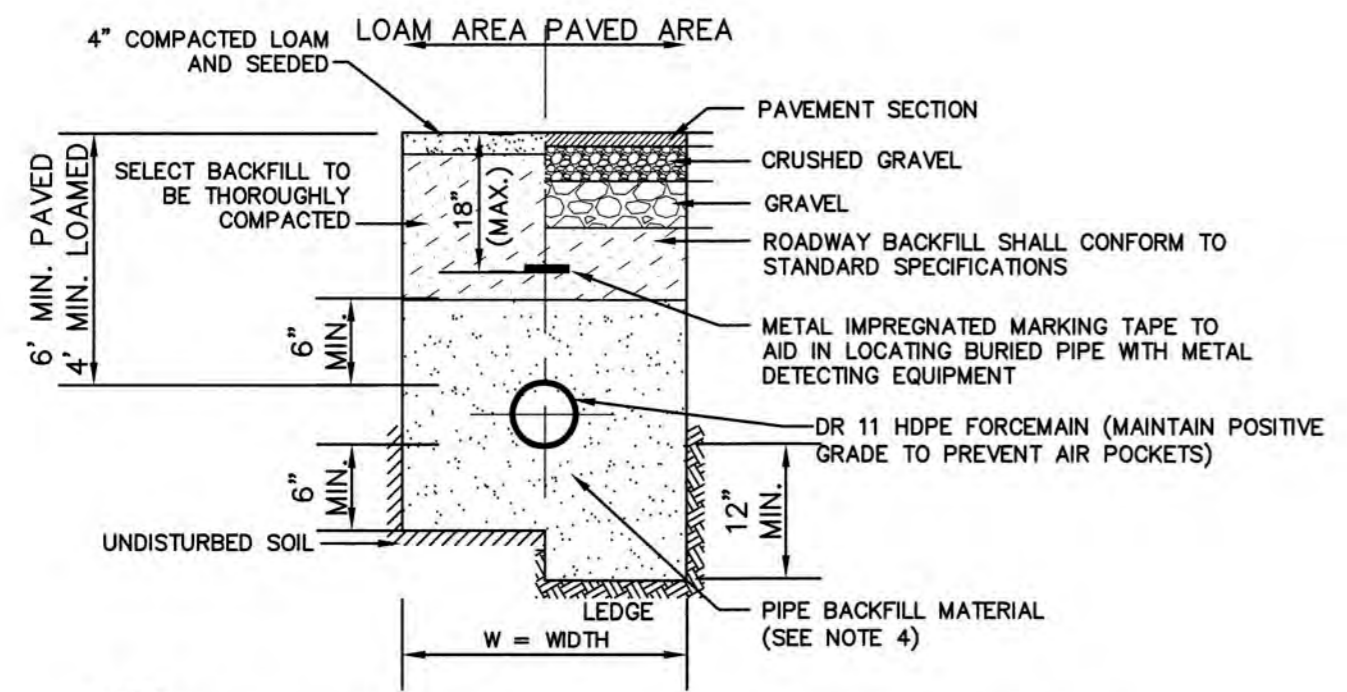 LOAM AREA PAVED AREA
4" COMPACTED LOAM
AND SEEDED
PAVEMENT SECTION
CRUSHED GRAVEL
GRAVEL
SELECT BACKFILL TO
BE THOROUGHLY
COMPACTED
18"
(MAX.)
6' MIN. PAVED
4' MIN. LOAMED
ROADWAY BACKFILL SHALL CONFORM TO
STANDARD SPECIFICATIONS
6"
MIN.
METAL IMPREGNATED MARKING TAPE TO
AID IN LOCATING BURIED PIPE WITH METAL
DETECTING EQUIPMENT
DR 11 HDPE FORCEMAIN (MAINTAIN POSITIVE
GRADE TO PREVENT AIR POCKETS)
6"
MIN.
12"
MIN.
UNDISTURBED SOIL
LEDGE
PIPE BACKFILL MATERIAL
(SEE NOTE 4)
W = WIDTH